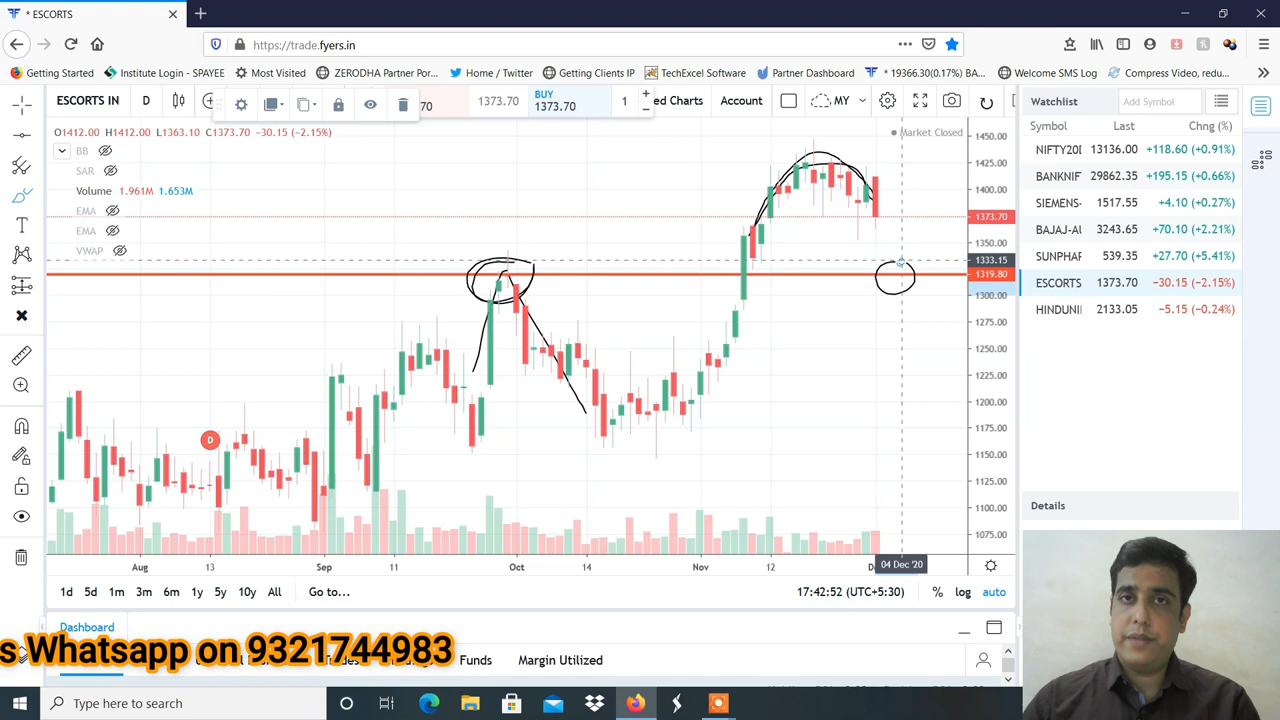 * ESCORTS
https://trade.fyers.in
Getting Started
Institute Login - SPAYEE
Most Visited
ZERODHA Partner Por...
Home / Twitter
Getting Clients IP
TechExcel Software
Partner Dashboard
* 19366.30(0.17%) BA...
Welcome SMS Log
Compress Video, redu...
ESCORTS IN
D
70
1373.70
BUY
1373.70
1
ed Charts
Account
MY
O1412.00 H1412.00 L1363.10 C1373.70 -30.15 (-2.15%)
Market Closed
BB
SAR
Volume 1.961M 1.653M
EMA
EMA
VWAP
D
1450.00
1425.00
1400.00
1373.70
1350.00
1333.15
1319.80
1300.00
1275.00
1250.00
1225.00
1200.00
1175.00
1150.00
1125.00
1100.00
1075.00
Aug
13
Sep
11
Oct
14
Nov
12
D
04 Dec '20
1d 5d 1m 3m 6m 1y 5y 10y All Go to...
17:42:52 (UTC+5:30) % log auto
Watchlist
Add Symbol
Symbol Last Chng (%)
NIFTY20D 13136.00 +118.60 (+0.91%)
BANKNIF 29862.35 +195.15 (+0.66%)
SIEMENS- 1517.55 +4.10 (+0.27%)
BAJAJ-AU 3243.65 +70.10 (+2.21%)
SUNPHAR 539.35 +27.70 (+5.41%)
ESCORTS 1373.70 -30.15 (-2.15%)
HINDUNIL 2133.05 -5.15 (-0.24%)
Details
Dashboard
s Whatsapp on 9321744983
Funds
Margin Utilized
Type here to search